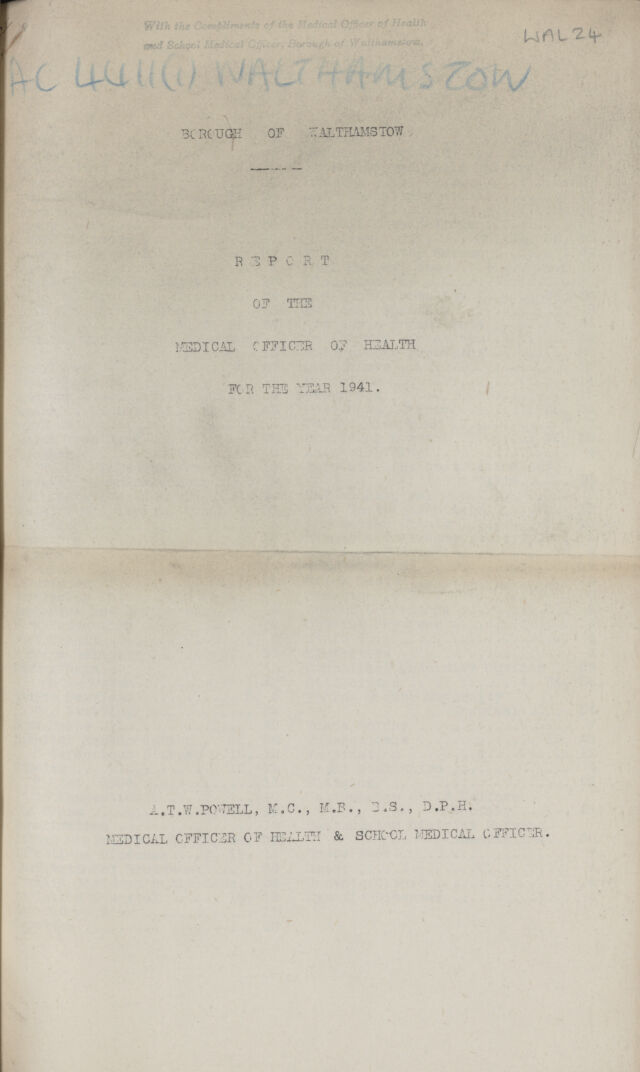 With the Compliments of the Medical Officer of Health
and School Medical Officer, Borough of Walthamstow.
WAL 24
AC 4411(1) WALTHAMSTOW
BOROUGH OF WALTHAMSTOW
REPORT
OF THE
MEDICAL OFFICER OF HEALTH
FOR THE YEAR 1941.
A.T.W.POWELL, M.C., M.B., B.S., D.P.H.
MEDICAL OFFICER OF HEALTH & SCHOOL MEDICAL OFFICER.